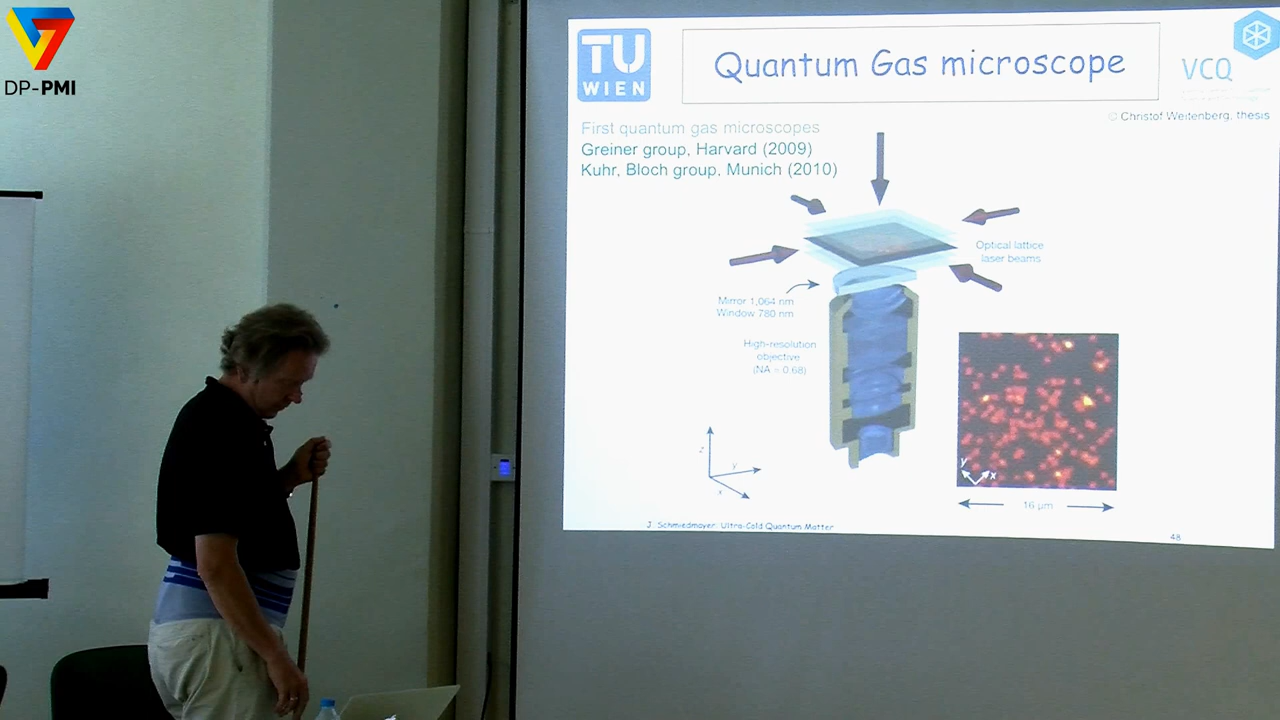 DP-PMI
TU
WIEN
Quantum Gas microscope
VCQ
© Christof Weitenberg, thesis
First quantum gas microscopes
Greiner group, Harvard (2009)
Kuhr, Bloch group, Munich (2010)
Optical lattice
laser beams
Mirror 1,064 nm
Window 780 nm
High-resolution
objective
(NA = 0.68)
z
y
x
y
x
16 µm
J. Schmiedmayer: Ultra-Cold Quantum Matter
48